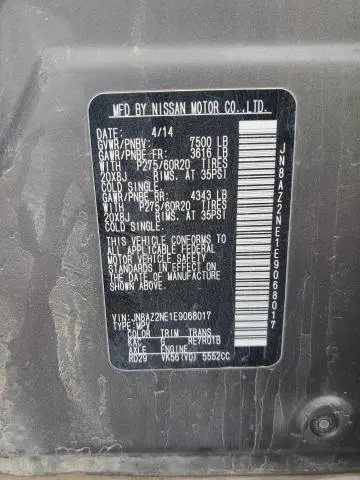 MFD BY NISSAN MOTOR CO.,LTD.
DATE: 4/14
GVWR/PNBV: 7500 LB
GAWR/PNBE FR: 3616 LB
WITH P275/60R20 TIRES
20X8J RIMS. AT 35PSI
COLD SINGLE.
GAWR/PNBE RR: 4343 LB
WITH P275/60R20 TIRES
20X8J RIMS. AT 35PSI
COLD SINGLE.
THIS VEHICLE CONFORMS TO
ALL APPLICABLE FEDERAL
MOTOR VEHICLE SAFETY
STANDARDS IN EFFECT ON
THE DATE OF MANUFACTURE
SHOWN ABOVE.
VIN:JN8AZ2NE1E9068017
TYPE:MPV
COLOR TRIM TRANS
KAC G RE7R01B
AXLE ENGINE
RD29 VK56(VD) 5552CC
JN8AZ2NE1E9068017